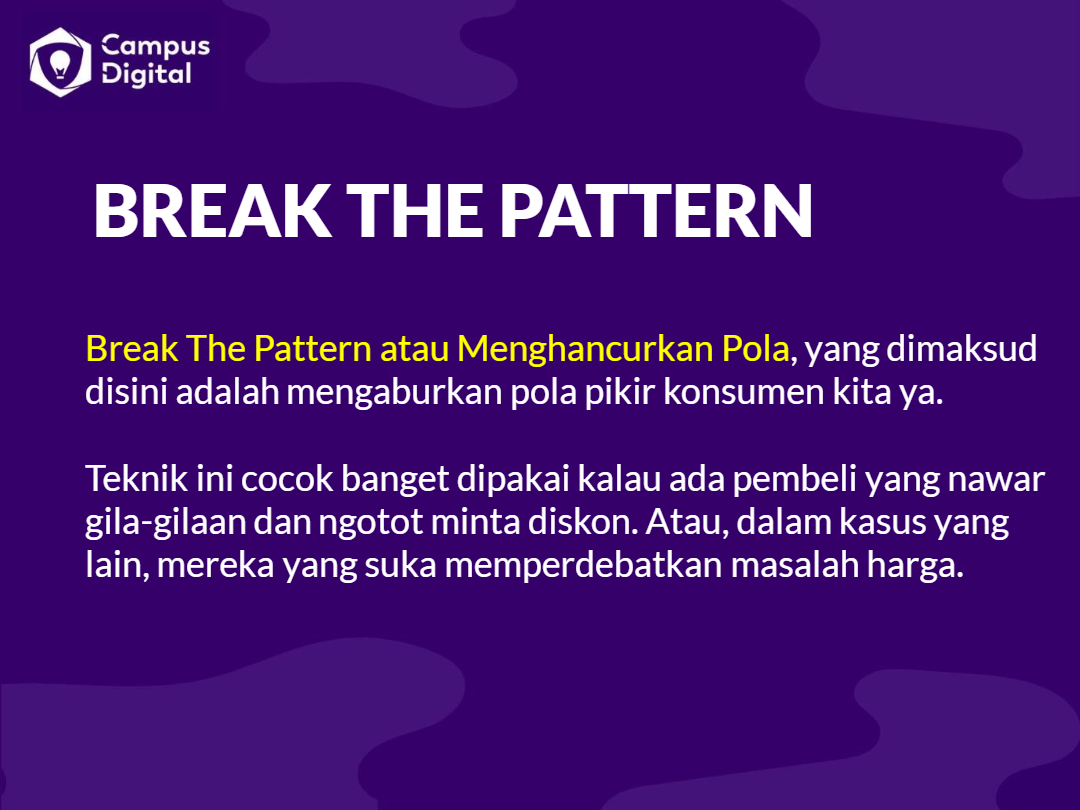 Campus
Digital
BREAK THE PATTERN
Break The Pattern atau Menghancurkan Pola, yang dimaksud
disini adalah mengaburkan pola pikir konsumen kita ya.
Teknik ini cocok banget dipakai kalau ada pembeli yang nawar
gila-gilaan dan ngotot minta diskon. Atau, dalam kasus yang
lain, mereka yang suka memperdebatkan masalah harga.